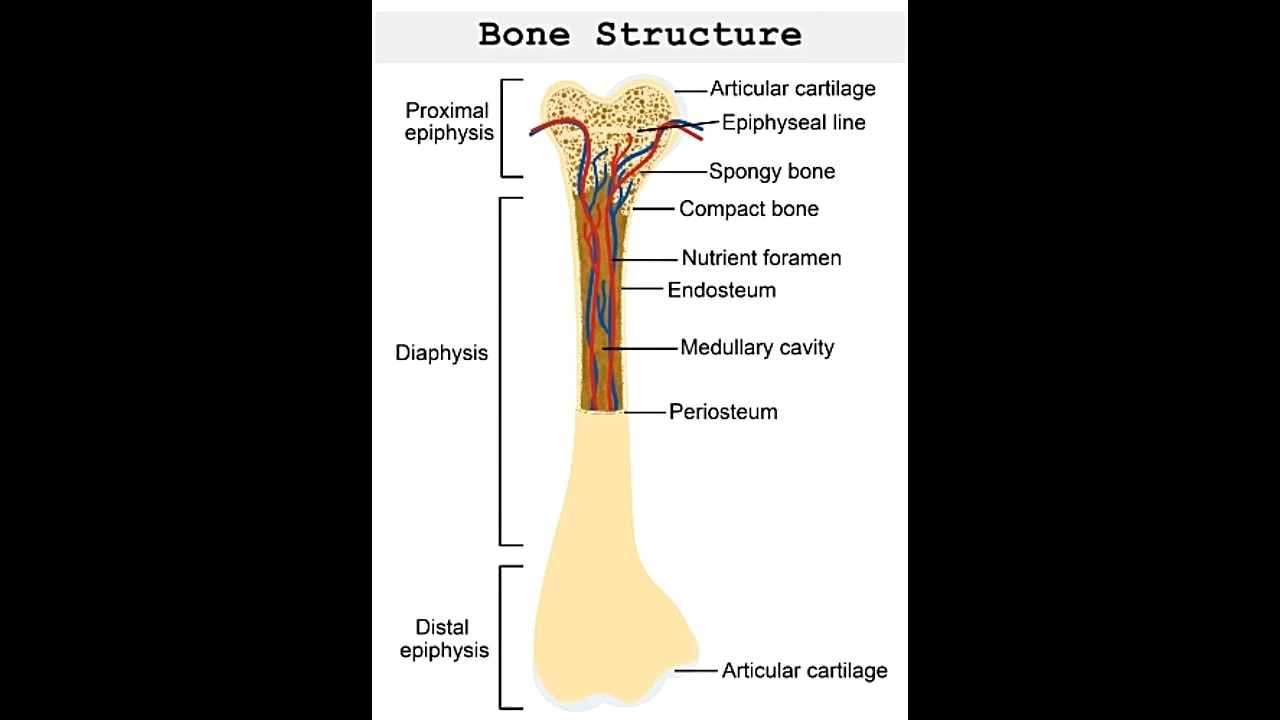 Bone Structure
Proximal
epiphysis
Articular cartilage
Epiphyseal line
Spongy bone
Compact bone
Nutrient foramen
Endosteum
Diaphysis
Medullary cavity
Periosteum
Distal
epiphysis
Articular cartilage